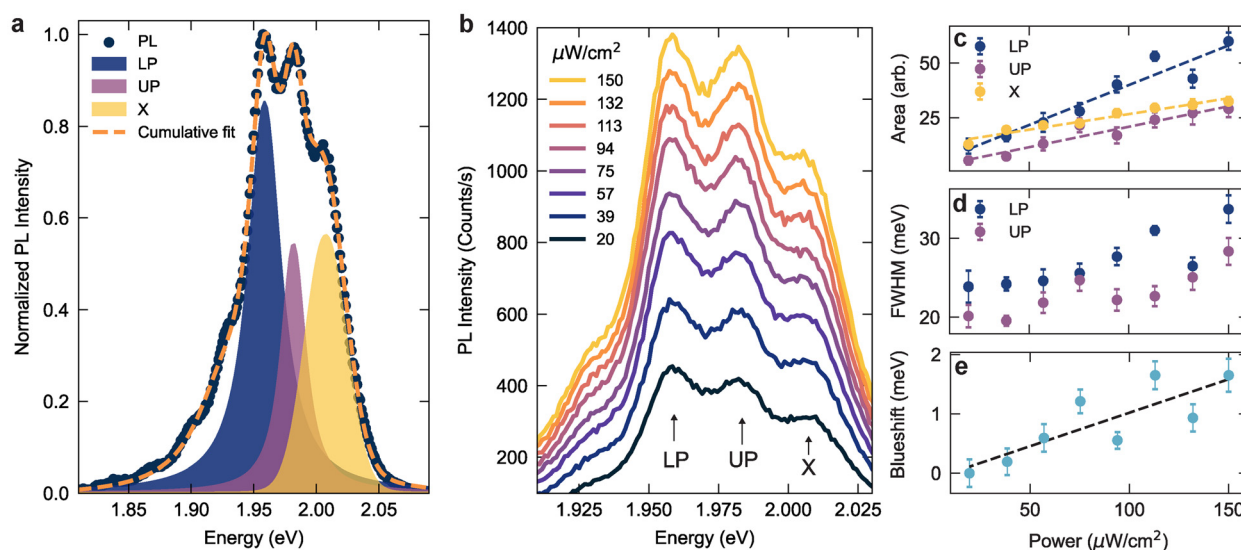 a
PL
LP
UP
X
Cumulative fit
Normalized PL Intensity
1.0
0.8
0.6
0.4
0.2
0.0
1.85
1.90
1.95
2.00
2.05
Energy (eV)
b
μW/cm²
150
132
113
94
75
57
39
20
PL Intensity (Counts/s)
1400
1200
1000
800
600
400
200
LP
UP
X
1.925
1.950
1.975
2.000
2.025
Energy (eV)
c
LP
UP
X
Area (arb.)
50
25
d
LP
UP
FWHM (meV)
30
20
e
Blueshift (meV)
2
1
0
50
100
150
Power (μW/cm²)